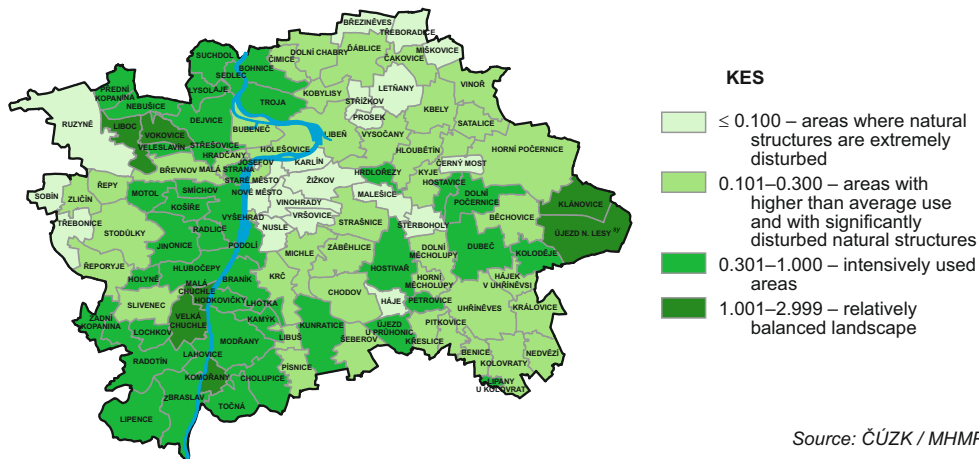 BŘEZINĚVES
TŘEBORADICE
MIŠKOVICE
SUCHDOL
BOHNICE
DOLNÍ CHABRY
ĎÁBLICE
ČAKOVICE
ČIMICE
SEDLEC
VINOŘ
PŘEDNÍ
KOPANINA
NEBUŠICE
LYSOLAJE
TROJA
KOBYLISY
LETŇANY
STŘÍŽKOV
KBELY
PROSEK
SATALICE
RUZYNĚ
LIBOC
VOKOVICE
DEJVICE
BUBENEČ
LIBEŇ
VYSOČANY
VELESLAVÍN
STŘEŠOVICE
HOLEŠOVICE
HLOUBĚTÍN
HORNÍ POČERNICE
HRADČANY
JOSEFOV
KARLÍN
ČERNÝ MOST
BŘEVNOV
MALÁ STRANA
STARÉ MĚSTO
ŽIŽKOV
HRDLOŘEZY
KYJE
HOSTAVICE
SOBÍN
ZLIČÍN
ŘEPY
MOTOL
SMÍCHOV
NOVÉ MĚSTO
MALEŠICE
DOLNÍ
POČERNICE
KLÁNOVICE
KOŠÍŘE
VINOHRADY
VRŠOVICE
VYŠEHRAD
STRAŠNICE
ŠTĚRBOHOLY
BĚCHOVICE
TŘEBONICE
STODŮLKY
RADLICE
NUSLE
ÚJEZD N. LESY
JINONICE
PODOLÍ
MICHLE
ZÁBĚHLICE
DOLNÍ
MĚCHOLUPY
DUBEČ
KOLODĚJE
ŘEPORYJE
HLUBOČEPY
HOLYNĚ
MALÁ
CHUCHLE
BRANÍK
KRČ
HOSTIVAŘ
HORNÍ
MĚCHOLUPY
HÁJEK
V UHŘÍNĚVSI
SLIVENEC
HODKOVIČKY
LHOTKA
CHODOV
HÁJE
PETROVICE
UHŘÍNĚVES
KRÁLOVICE
ZADNÍ
KOPANINA
LOCHKOV
VELKÁ
CHUCHLE
KAMÝK
LIBUŠ
KUNRATICE
ÚJEZD
U PRŮHONIC
PITKOVICE
KŘESLICE
MODŘANY
ŠEBEROV
RADOTÍN
LAHOVICE
PÍSNICE
BENICE
KOLOVRATY
NEDVĚZÍ
KOMOŘANY
CHOLUPICE
LIPANY
U KOLOVRAT
ZBRASLAV
TOČNÁ
LIPENCE
KES
≤ 0.100 – areas where natural
structures are extremely
disturbed
0.101–0.300 – areas with
higher than average use
and with significantly
disturbed natural structures
0.301–1.000 – intensively used
areas
1.001–2.999 – relatively
balanced landscape
Source: ČÚZK / MHMP